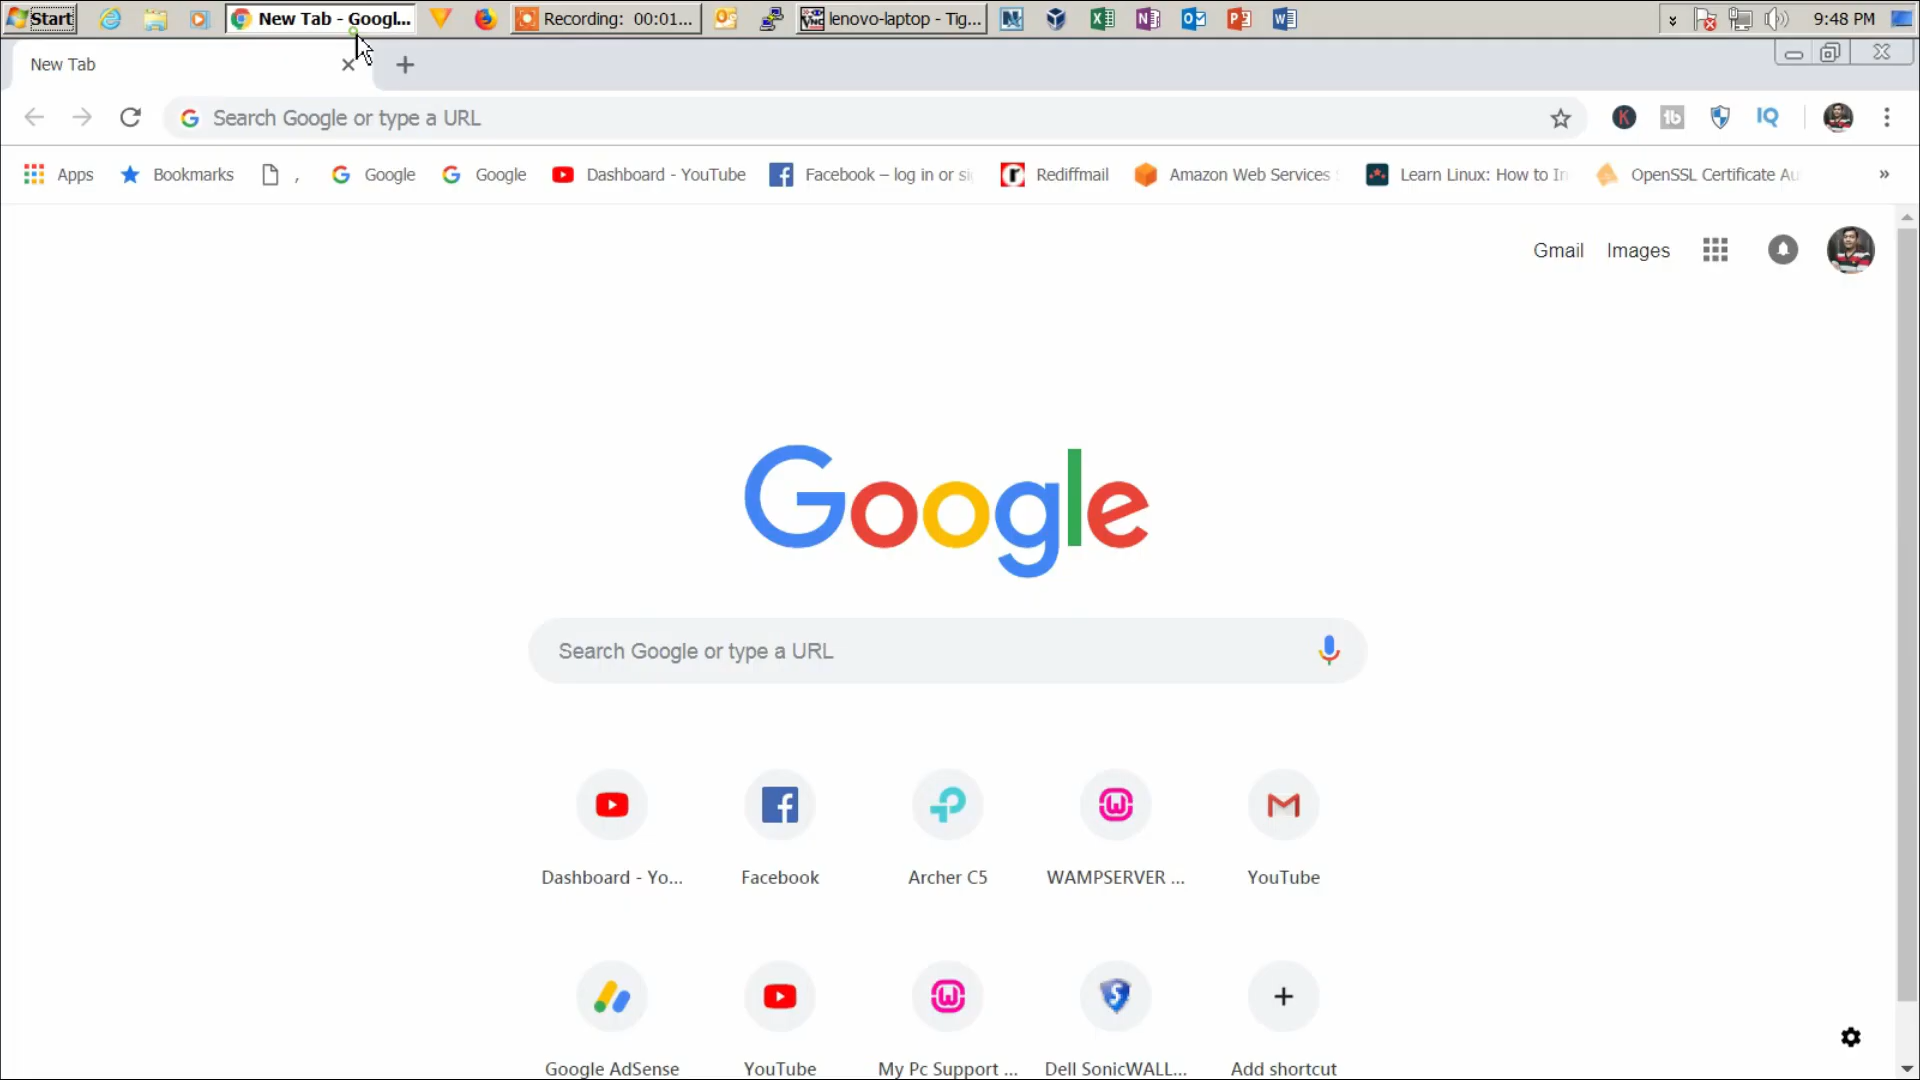 Start
New Tab - Googl...
Recording: 00:01...
lenovo-laptop - Tig...
9:48 PM
New Tab
Search Google or type a URL
Apps
Bookmarks
,
Google
Google
Dashboard - YouTube
Facebook – log in or si
Rediffmail
Amazon Web Services
Learn Linux: How to In
OpenSSL Certificate Au
»
Gmail
Images
Google
Search Google or type a URL
Dashboard - Yo...
Facebook
Archer C5
WAMPSERVER ...
YouTube
Google AdSense
YouTube
My Pc Support ...
Dell SonicWALL...
Add shortcut